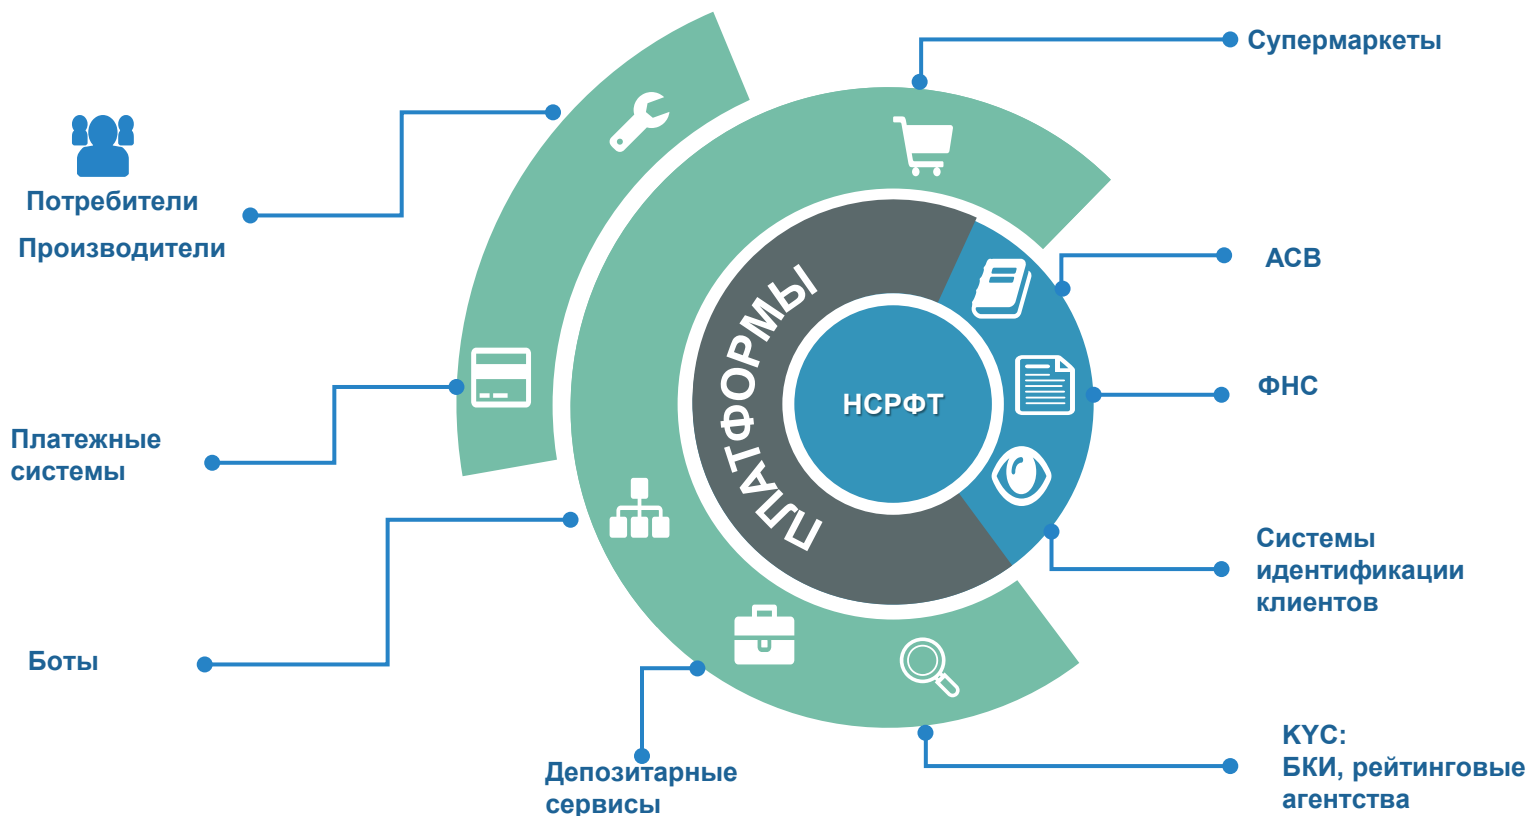 Супермаркеты
Потребители
Производители
АСВ
ПЛАТФОРМЫ
НСРФТ
ФНС
Платежные
системы
Системы
идентификации
клиентов
Боты
Депозитарные
сервисы
KYC:
БКИ, рейтинговые
агентства